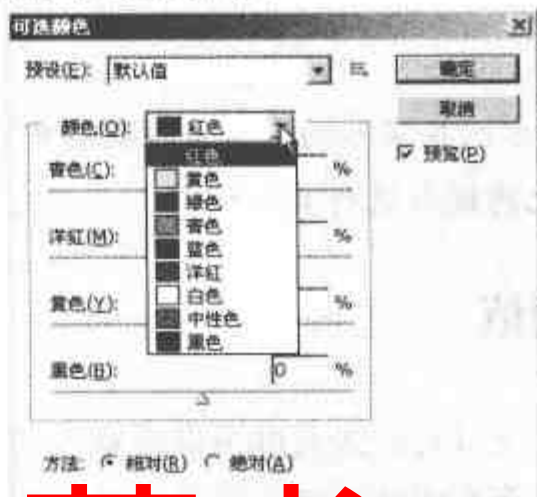 可选颜色
预设(E): 默认值
确定
取消
预览(P)
颜色(O): 红色
红色
黄色
绿色
青色
蓝色
洋红
白色
中性色
黑色
青色(C): %
洋红(M): %
黄色(Y): %
黑色(B): 0 %
方法: 相对(R) 绝对(A)